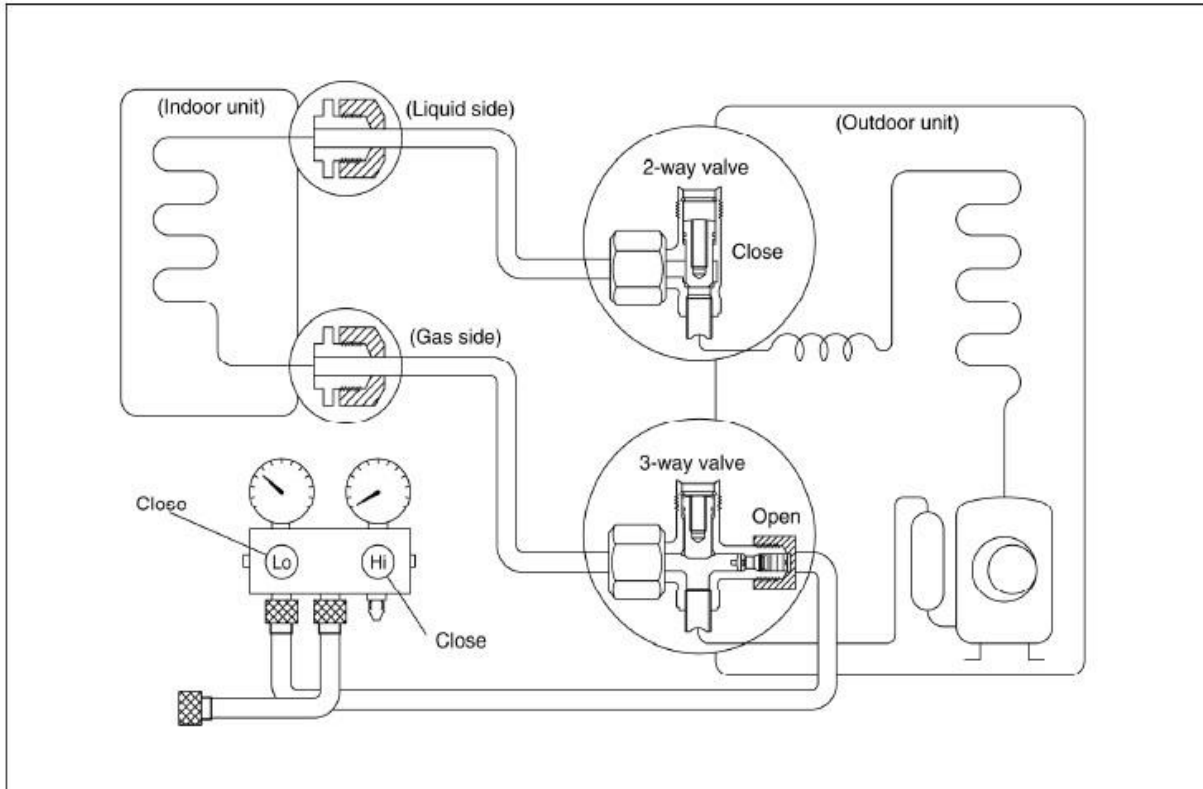 (Indoor unit)
(Liquid side)
(Outdoor unit)
2-way valve
Close
(Gas side)
3-way valve
Open
Closo
Lo
Hi
Close